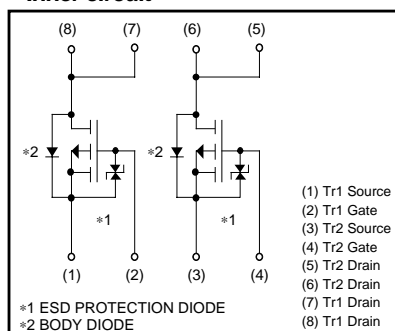 (8) (7) (6) (5)
*2 *2
*1 *1
(1) (2) (3) (4)
*1 ESD PROTECTION DIODE
*2 BODY DIODE
(1) Tr1 Source
(2) Tr1 Gate
(3) Tr2 Source
(4) Tr2 Gate
(5) Tr2 Drain
(6) Tr2 Drain
(7) Tr1 Drain
(8) Tr1 Drain